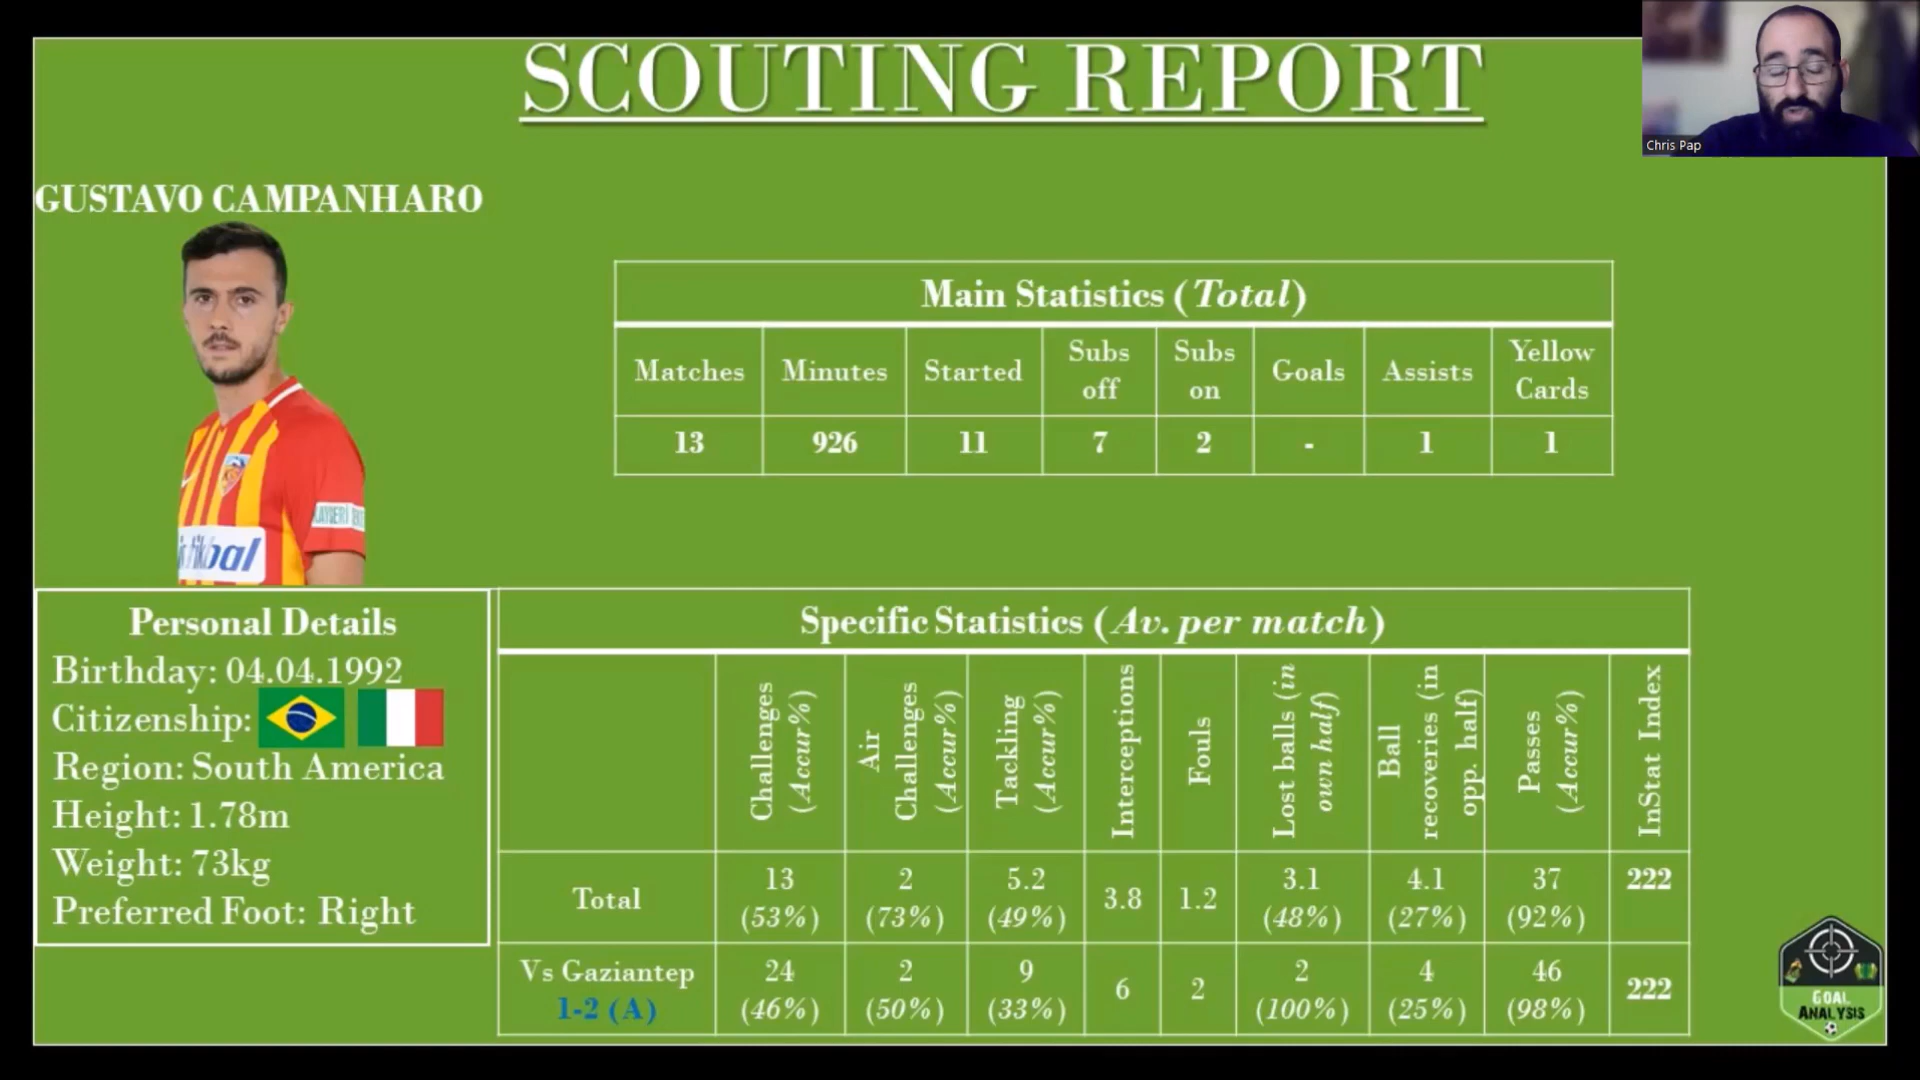 SCOUTING REPORT
Chris Pap
GUSTAVO CAMPANHARO
Main Statistics (Total)
Matches Minutes Started Subs off Subs on Goals Assists Yellow Cards
13 926 11 7 2 - 1 1
Personal Details
Birthday: 04.04.1992
Citizenship:
Region: South America
Height: 1.78m
Weight: 73kg
Preferred Foot: Right
Specific Statistics (Av. per match)
Challenges (Accur%) Air Challenges (Accur%) Tackling (Accur%) Interceptions Fouls Lost balls (in own half) Ball recoveries (in opp. half) Passes (Accur%) InStat Index
Total 13 (53%) 2 (73%) 5.2 (49%) 3.8 1.2 3.1 (48%) 4.1 (27%) 37 (92%) 222
Vs Gaziantep 1-2 (A) 24 (46%) 2 (50%) 9 (33%) 6 2 2 (100%) 4 (25%) 46 (98%) 222
GOAL
ANALYSIS